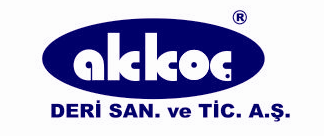 ®
akkoç
DERİ SAN. ve TİC. A.Ş.